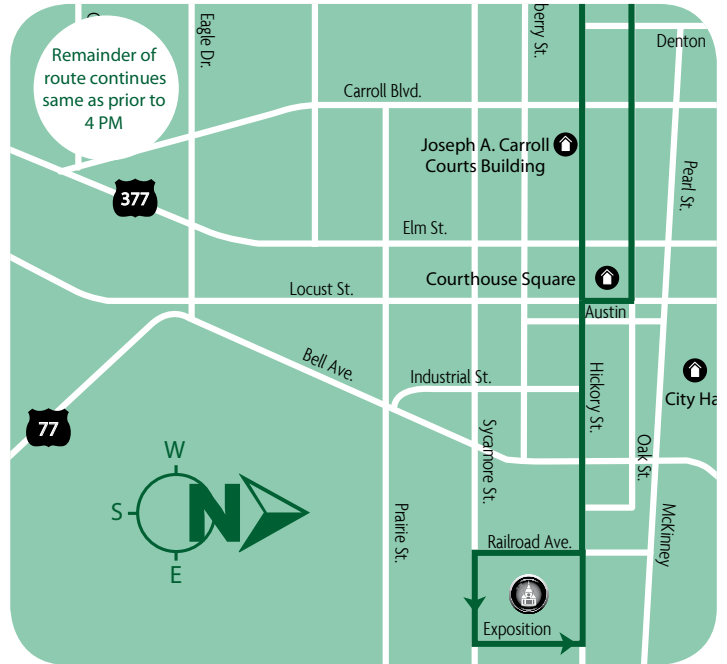 Remainder of
route continues
same as prior to
4 PM
Eagle Dr.
berry St.
Denton
Carroll Blvd.
Joseph A. Carroll
Courts Building
Pearl St.
377
Elm St.
Courthouse Square
Locust St.
Austin
Bell Ave.
Industrial St.
Hickory St.
City Ha
77
Sycamore St.
Oak St.
W
S
N
E
Prairie St.
McKinney
Railroad Ave.
Exposition